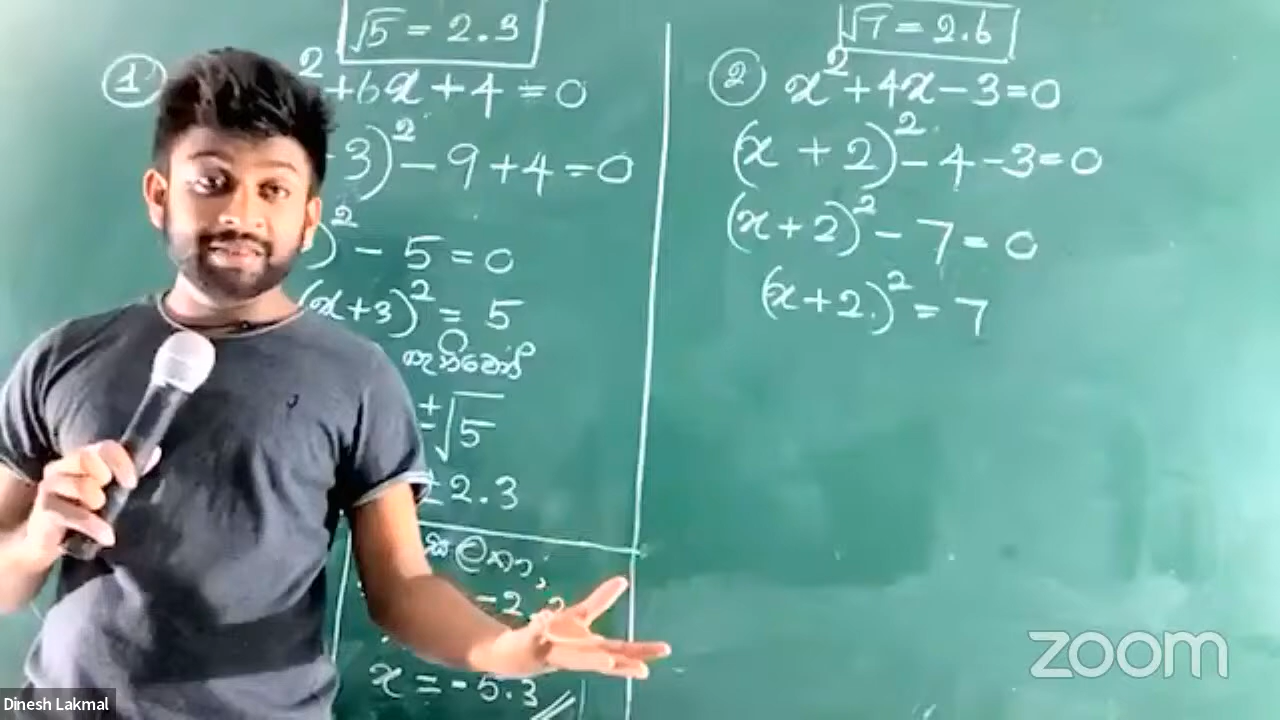 √5 = 2.3
① ²+6x+4=0
3)²-9+4=0
)²-5=0
(x+3)²=5
±√5
±2.3
සලකා,
x=-5.3
√7 = 2.6
② x²+4x-3=0
(x+2)²-4-3=0
(x+2)²-7=0
(x+2)²=7
zoom
Dinesh Lakmal